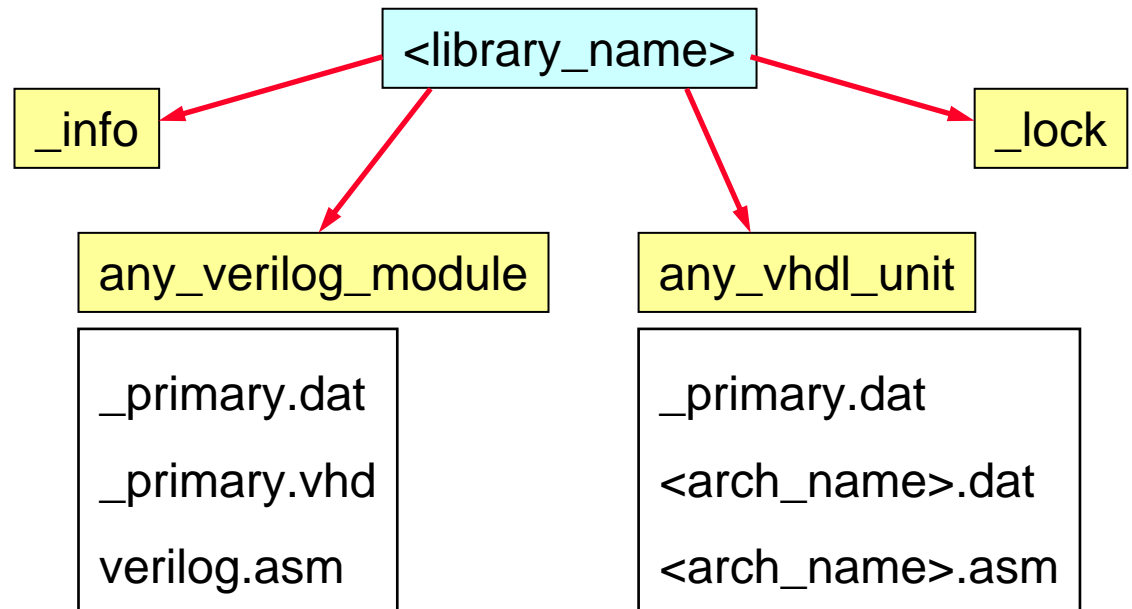 <library_name>
_info
_lock
any_verilog_module
any_vhdl_unit
_primary.dat
_primary.vhd
verilog.asm
_primary.dat
<arch_name>.dat
<arch_name>.asm